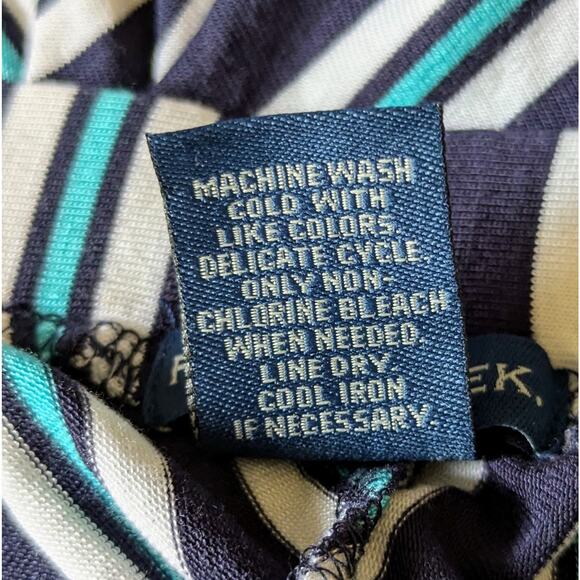 MACHINE WASH
COLD WITH
LIKE COLORS.
DELICATE CYCLE.
ONLY NON-
CHLORINE BLEACH
WHEN NEEDED.
LINE DRY
COOL IRON
IF NECESSARY.